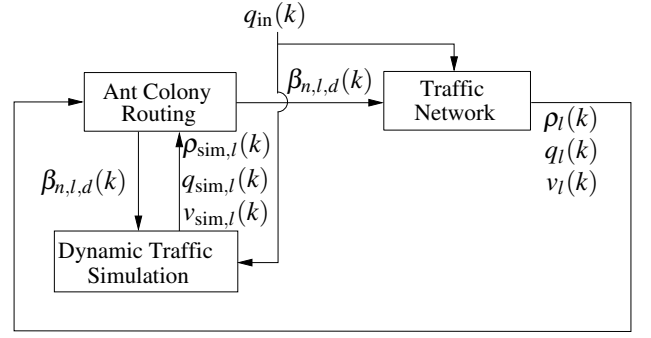 q_in(k)
Ant Colony
Routing
β_n,l,d(k)
Traffic
Network
ρ_l(k)
q_l(k)
v_l(k)
β_n,l,d(k)
ρ_sim,l(k)
q_sim,l(k)
v_sim,l(k)
Dynamic Traffic
Simulation